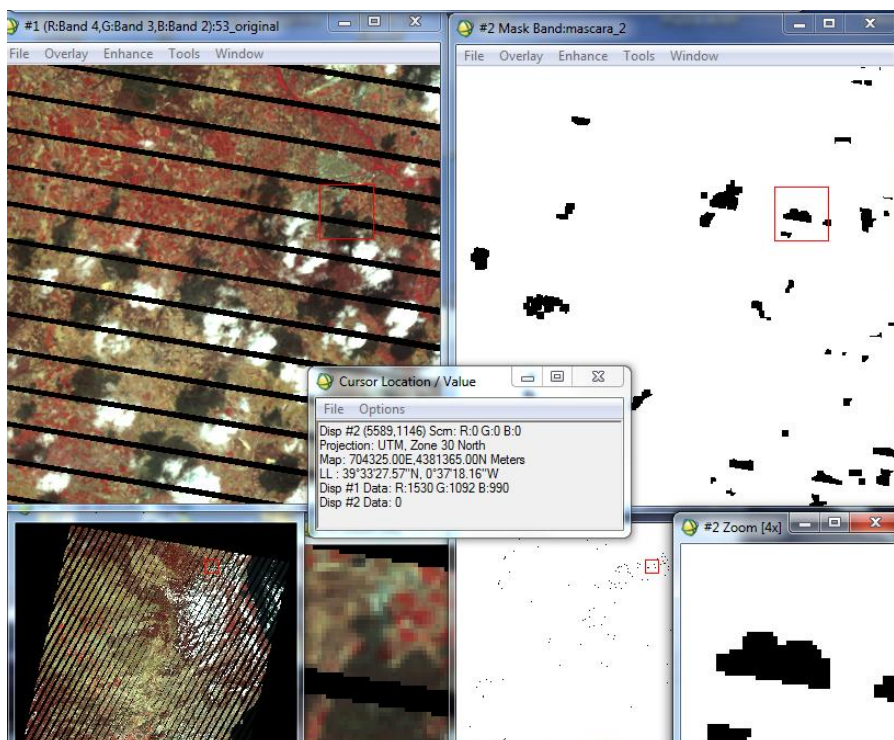 #1 (R:Band 4,G:Band 3,B:Band 2):53_original
File Overlay Enhance Tools Window
#2 Mask Band:mascara_2
File Overlay Enhance Tools Window
Cursor Location / Value
File Options
Disp #2 (5589,1146) Scrn: R:0 G:0 B:0
Projection: UTM, Zone 30 North
Map: 704325.00E,4381365.00N Meters
LL : 39°33'27.57"N, 0°37'18.16"W
Disp #1 Data: R:1530 G:1092 B:990
Disp #2 Data: 0
#2 Zoom [4x]